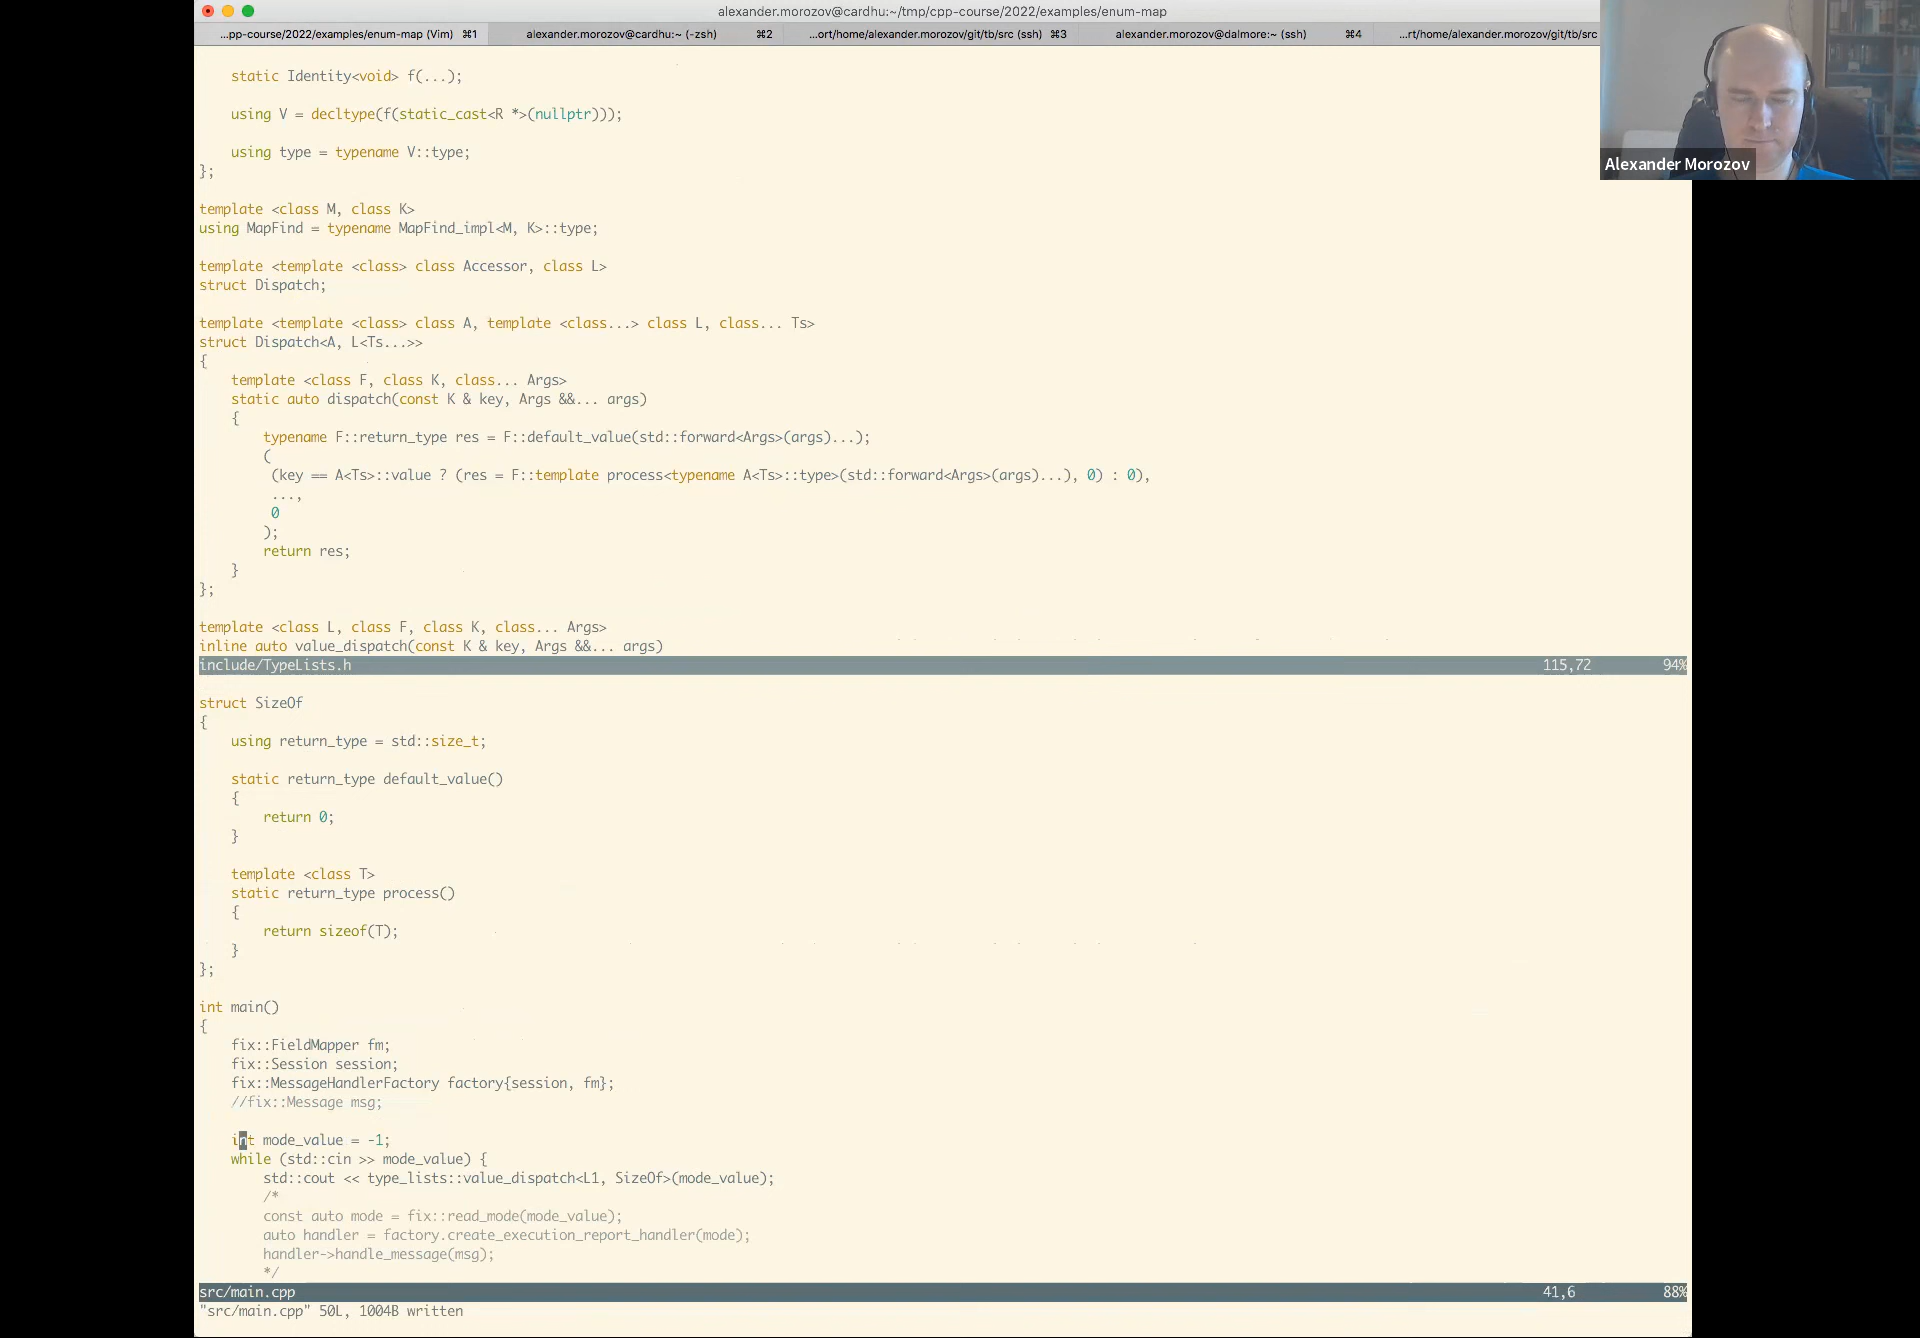 alexander.morozov@cardhu:~/tmp/cpp-course/2022/examples/enum-map
...pp-course/2022/examples/enum-map (Vim) ⌘1 alexander.morozov@cardhu:~ (-zsh) ⌘2 ...ort/home/alexander.morozov/git/tb/src (ssh) ⌘3 alexander.morozov@dalmore:~ (ssh) ⌘4 ...rt/home/alexander.morozov/git/tb/src
Alexander Morozov
    static Identity<void> f(...);

    using V = decltype(f(static_cast<R *>(nullptr)));

    using type = typename V::type;
};

template <class M, class K>
using MapFind = typename MapFind_impl<M, K>::type;

template <template <class> class Accessor, class L>
struct Dispatch;

template <template <class> class A, template <class...> class L, class... Ts>
struct Dispatch<A, L<Ts...>>
{
    template <class F, class K, class... Args>
    static auto dispatch(const K & key, Args &&... args)
    {
        typename F::return_type res = F::default_value(std::forward<Args>(args)...);
        (
         (key == A<Ts>::value ? (res = F::template process<typename A<Ts>::type>(std::forward<Args>(args)...), 0) : 0),
         ...,
         0
        );
        return res;
    }
};

template <class L, class F, class K, class... Args>
inline auto value_dispatch(const K & key, Args &&... args)
include/TypeLists.h 115,72 94%

struct SizeOf
{
    using return_type = std::size_t;

    static return_type default_value()
    {
        return 0;
    }

    template <class T>
    static return_type process()
    {
        return sizeof(T);
    }
};

int main()
{
    fix::FieldMapper fm;
    fix::Session session;
    fix::MessageHandlerFactory factory{session, fm};
    //fix::Message msg;

    int mode_value = -1;
    while (std::cin >> mode_value) {
        std::cout << type_lists::value_dispatch<L1, SizeOf>(mode_value);
        /*
        const auto mode = fix::read_mode(mode_value);
        auto handler = factory.create_execution_report_handler(mode);
        handler->handle_message(msg);
        */
src/main.cpp 41,6 88%
"src/main.cpp" 50L, 1004B written